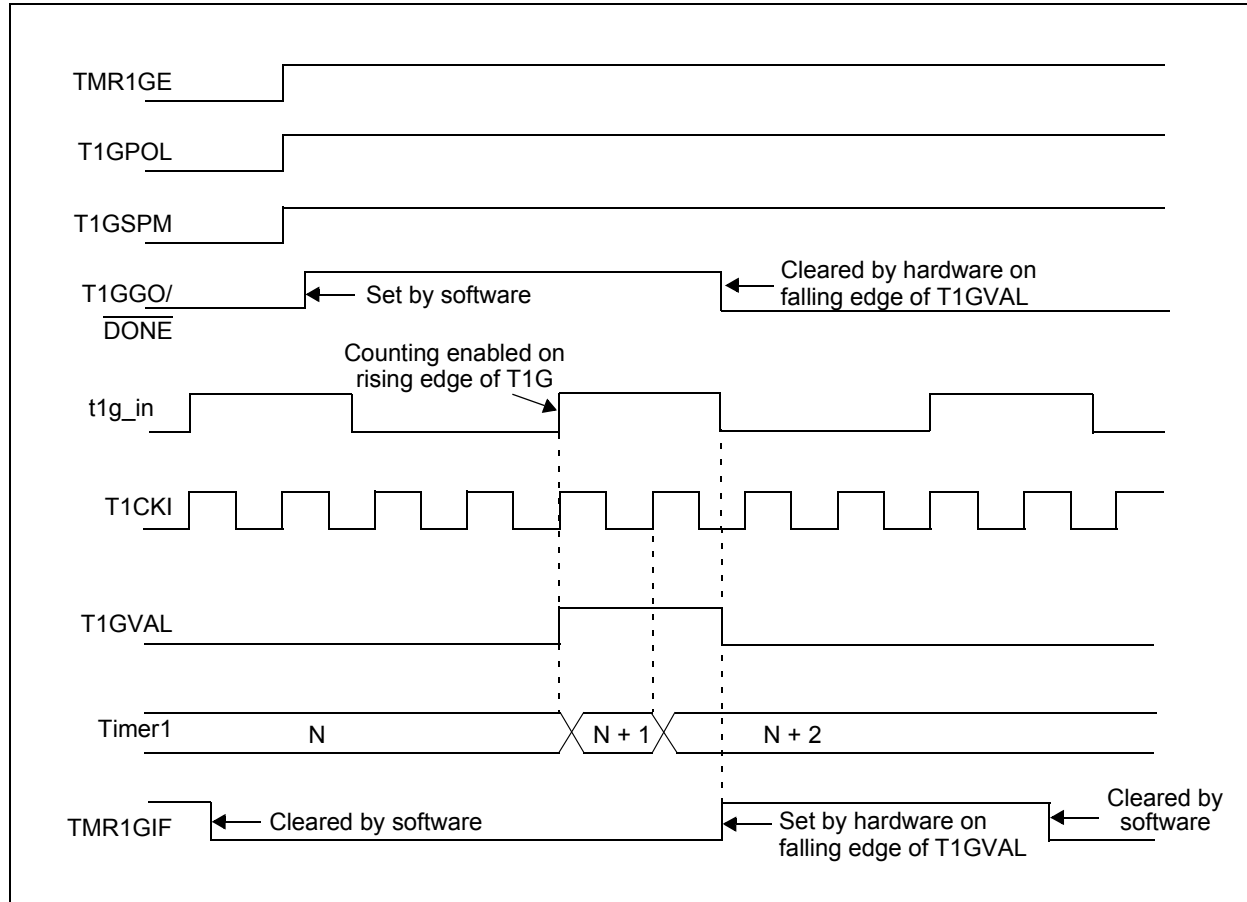 TMR1GE
T1GPOL
T1GSPM
T1GGO/
DONE
Set by software
Cleared by hardware on
falling edge of T1GVAL
Counting enabled on
rising edge of T1G
t1g_in
T1CKI
T1GVAL
Timer1
N
N + 1
N + 2
TMR1GIF
Cleared by software
Set by hardware on
falling edge of T1GVAL
Cleared by
software